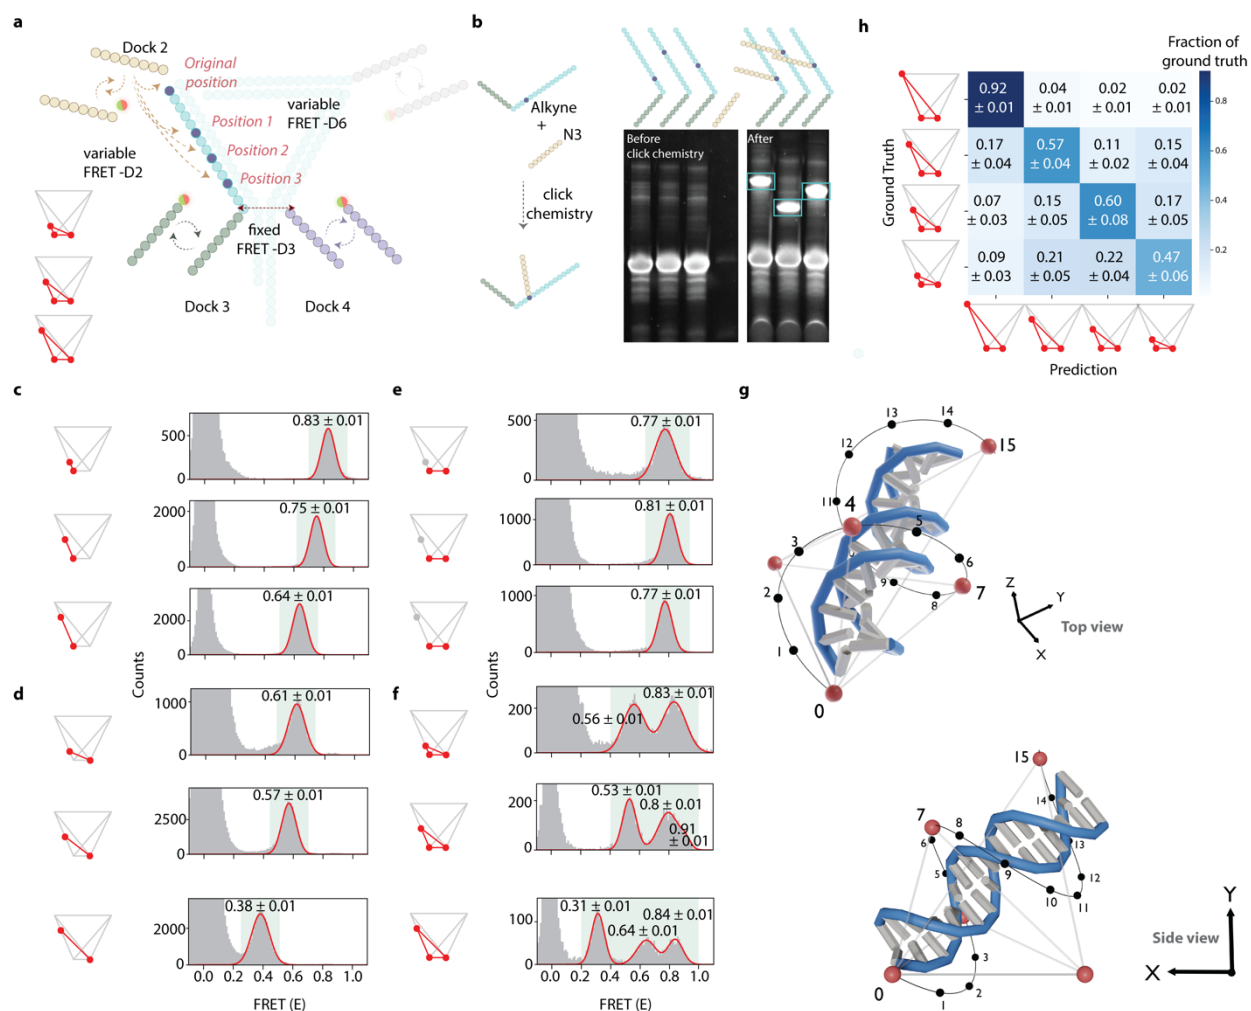 a
Dock 2
Original
position
Position 1
Position 2
Position 3
variable
FRET -D6
variable
FRET -D2
fixed
FRET -D3
Dock 3
Dock 4
b
Alkyne
+
N3
click
chemistry
Before
click chemistry
After
h
Fraction of
ground truth
Ground Truth
0.92
± 0.01
0.04
± 0.01
0.02
± 0.01
0.02
± 0.01
0.17
± 0.04
0.57
± 0.04
0.11
± 0.02
0.15
± 0.04
0.07
± 0.03
0.15
± 0.05
0.60
± 0.08
0.17
± 0.05
0.09
± 0.03
0.21
± 0.05
0.22
± 0.04
0.47
± 0.06
0.8
0.6
0.4
0.2
Prediction
c
0.83 ± 0.01
500
0
0.75 ± 0.01
2000
0
0.64 ± 0.01
2000
0
Counts
d
0.61 ± 0.01
1000
0
0.57 ± 0.01
2500
0
0.38 ± 0.01
2000
0
0.0 0.2 0.4 0.6 0.8 1.0
FRET (E)
e
0.77 ± 0.01
500
0
0.81 ± 0.01
1000
0
0.77 ± 0.01
1000
0
Counts
f
0.83 ± 0.01
0.56 ± 0.01
200
0
0.53 ± 0.01
0.8 ± 0.01
0.91
± 0.01
200
0
0.31 ± 0.01
0.84 ± 0.01
0.64 ± 0.01
100
0
0.0 0.2 0.4 0.6 0.8 1.0
FRET (E)
g
13
14
12
15
11
4
5
3
6
9
7
2
8
1
0
Z
Y
X
Top view
15
14
7
8
6
13
5
9
12
10
11
3
0
2
1
Y
Side view
X